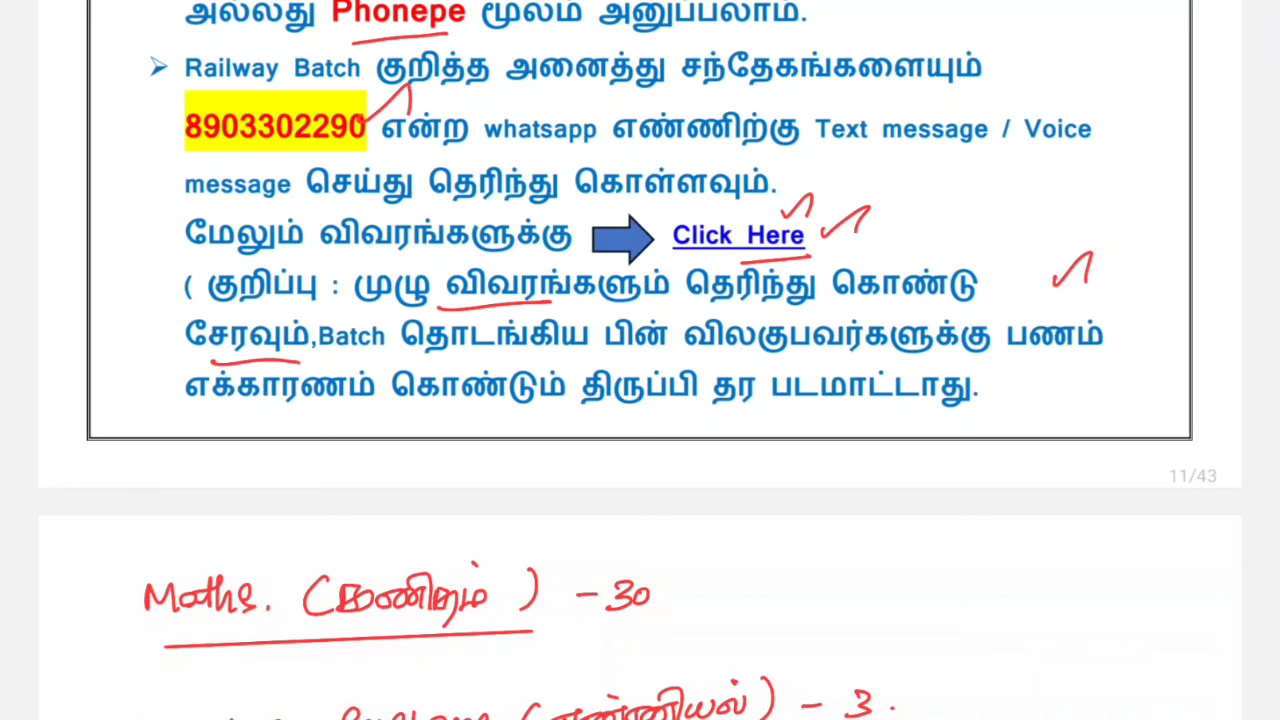 அல்லது Phonepe மூலம் அனுப்பலாம்.
➢ Railway Batch குறித்த அனைத்து சந்தேகங்களையும்
8903302290 என்ற whatsapp எண்ணிற்கு Text message / Voice
message செய்து தெரிந்து கொள்ளவும்.
மேலும் விவரங்களுக்கு Click Here
( குறிப்பு : முழு விவரங்களும் தெரிந்து கொண்டு
சேரவும்,Batch தொடங்கிய பின் விலகுபவர்களுக்கு பணம்
எக்காரணம் கொண்டும் திருப்பி தர படமாட்டாது.
11/43
Maths. (கணிதம் ) - 30
(எண்ணியல்) - 3.